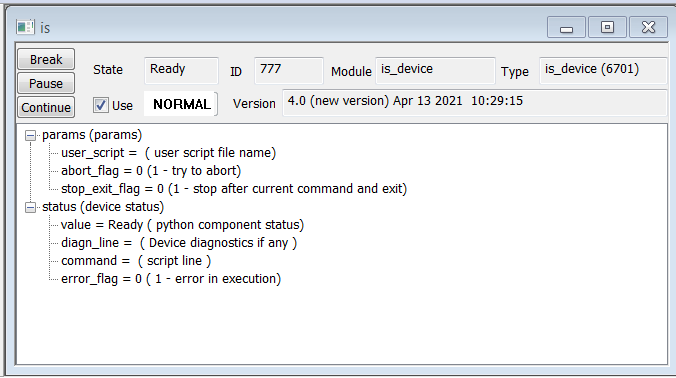 is
Break
Pause
Continue
State Ready ID 777 Module is_device Type is_device (6701)
Use NORMAL Version 4.0 (new version) Apr 13 2021 10:29:15
params (params)
user_script = ( user script file name)
abort_flag = 0 (1 - try to abort)
stop_exit_flag = 0 (1 - stop after current command and exit)
status (device status)
value = Ready ( python component status)
diagn_line = ( Device diagnostics if any )
command = ( script line )
error_flag = 0 ( 1 - error in execution)